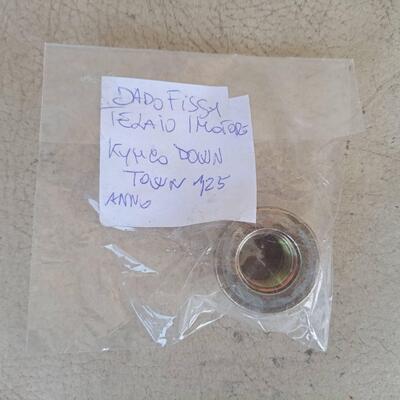 DADO FISSA
TELAIO MOTORE
KYMCO DOWN
TOWN 125
ANNO